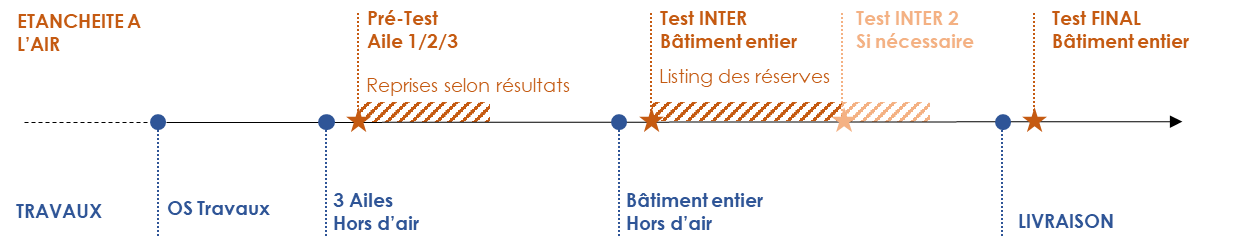 ETANCHEITE A
L'AIR
Pré-Test
Aile 1/2/3
Reprises selon résultats
Test INTER
Bâtiment entier
Listing des réserves
Test INTER 2
Si nécessaire
Test FINAL
Bâtiment entier
TRAVAUX
OS Travaux
3 Ailes
Hors d'air
Bâtiment entier
Hors d'air
LIVRAISON